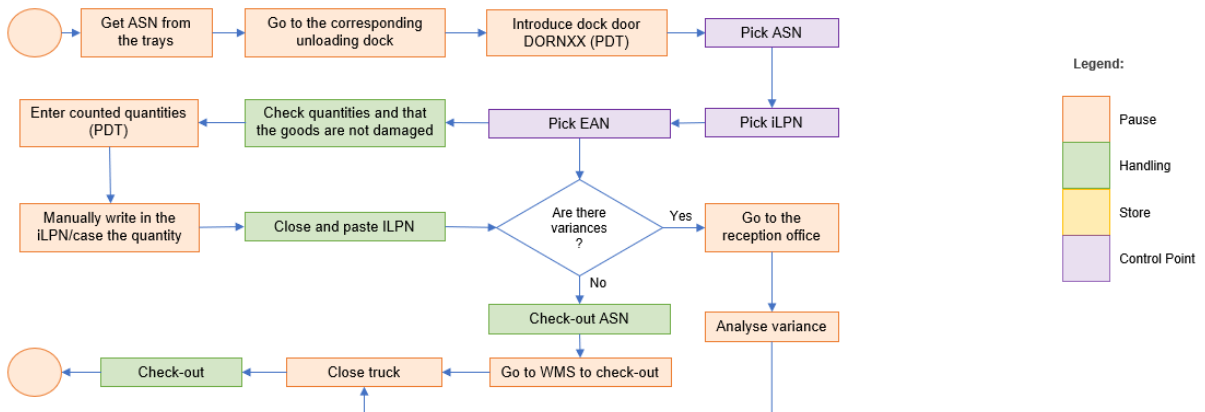 Get ASN from
the trays
Go to the corresponding
unloading dock
Introduce dock door
DORNXX (PDT)
Pick ASN
Legend:
Enter counted quantities
(PDT)
Check quantities and that
the goods are not damaged
Pick EAN
Pick iLPN
Pause
Handling
Manually write in the
iLPN/case the quantity
Close and paste ILPN
Are there
variances
?
Yes
Go to the
reception office
Store
Control Point
No
Check-out ASN
Analyse variance
Check-out
Close truck
Go to WMS to check-out